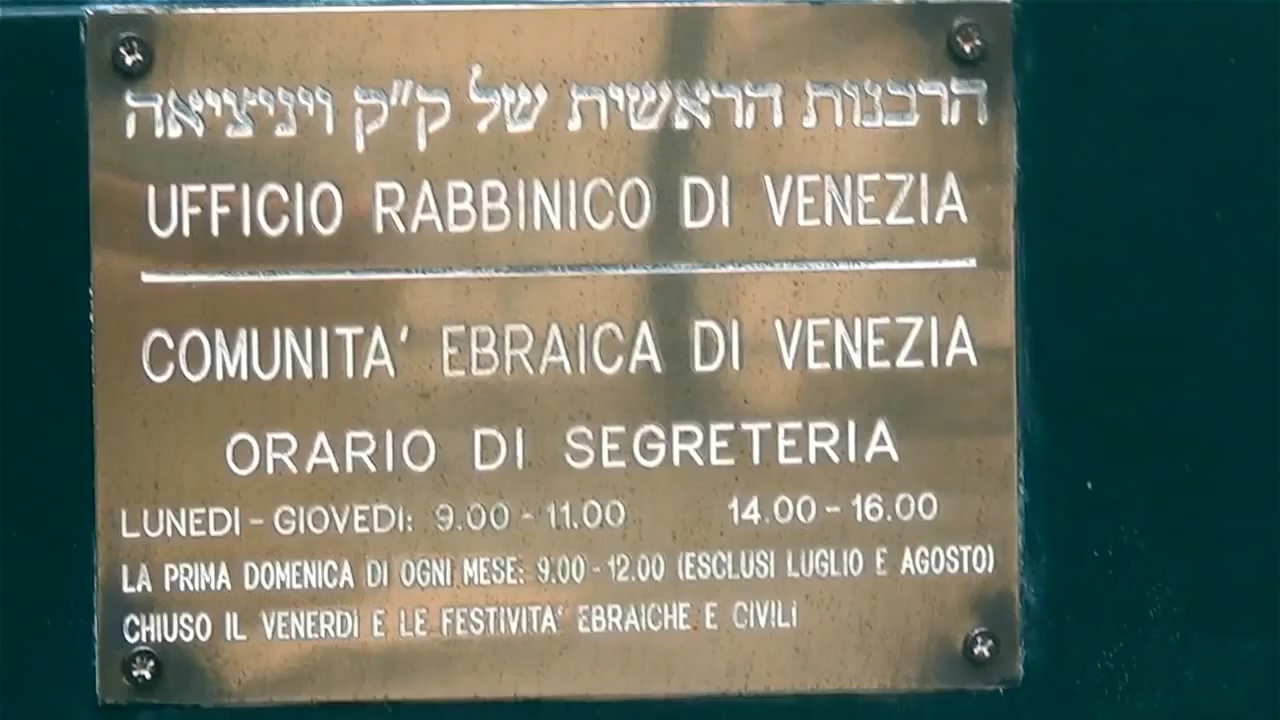 הרבנות הראשית של ק״ק ויניציאה
UFFICIO RABBINICO DI VENEZIA
COMUNITA' EBRAICA DI VENEZIA
ORARIO DI SEGRETERIA
LUNEDI - GIOVEDI: 9.00 - 11.00 14.00 - 16.00
LA PRIMA DOMENICA DI OGNI MESE: 9.00 - 12.00 (ESCLUSI LUGLIO E AGOSTO)
CHIUSO IL VENERDI E LE FESTIVITA' EBRAICHE E CIVILI